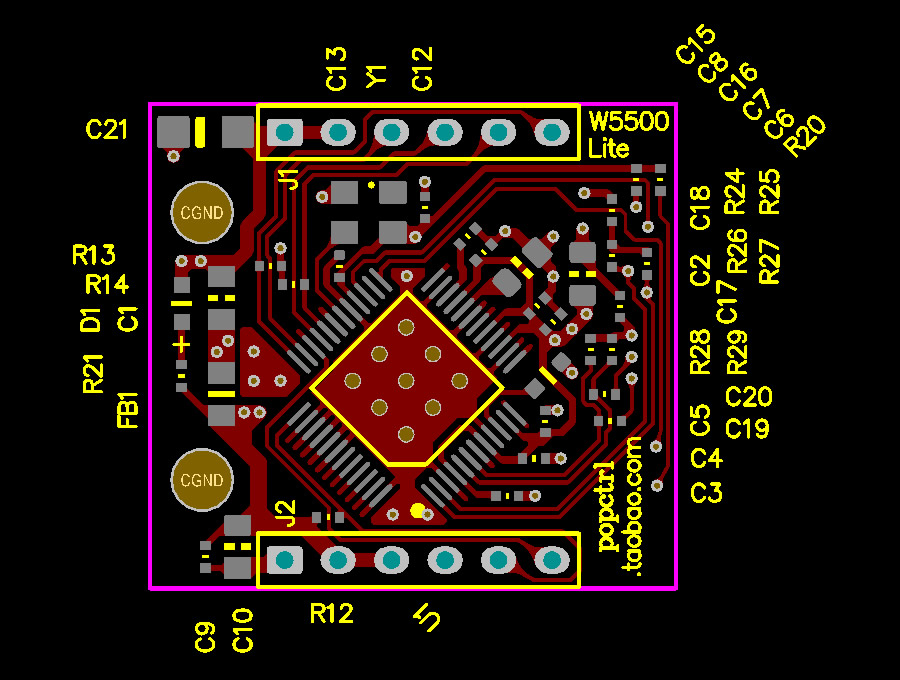 C13
Y1
C12
C15
C8
C16
C7
C6
R20
C21
W5500
Lite
J1
CGND
C18
R24
R25
R13
R14
C2
R26
R27
D1
C1
C17
R21
R28
R29
FB1
C20
C5
C19
C4
CGND
C3
popctrl
.taobao.com
J2
C9
C10
R12
U1